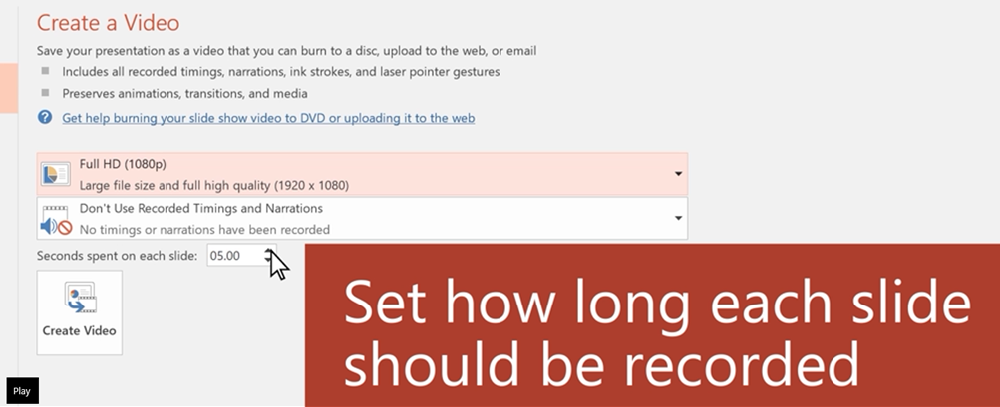 Create a Video
Save your presentation as a video that you can burn to a disc, upload to the web, or email
Includes all recorded timings, narrations, ink strokes, and laser pointer gestures
Preserves animations, transitions, and media
Get help burning your slide show video to DVD or uploading it to the web
Full HD (1080p)
Large file size and full high quality (1920 x 1080)
Don't Use Recorded Timings and Narrations
No timings or narrations have been recorded
Seconds spent on each slide: 05.00
Create Video
Set how long each slide
should be recorded
Play